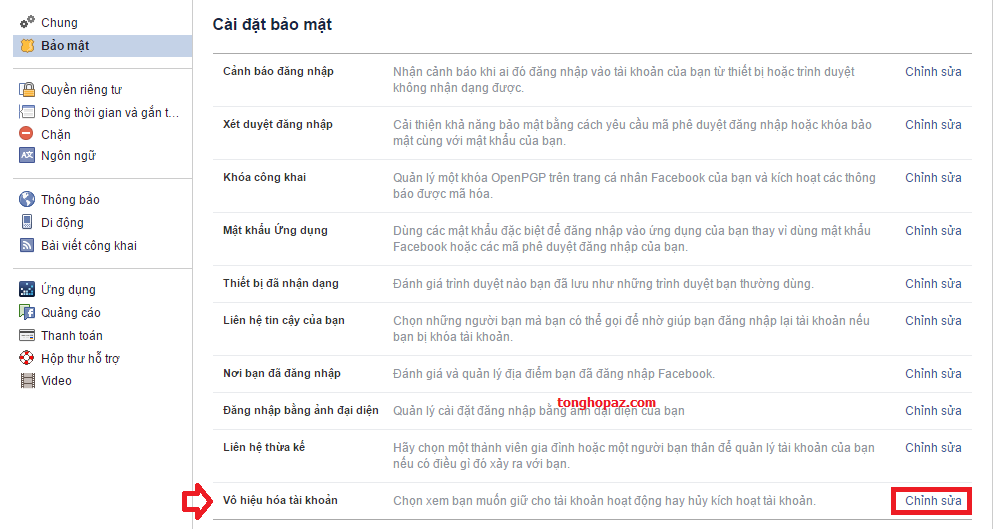 Chung
Bảo mật
Quyền riêng tư
Dòng thời gian và gắn t...
Chặn
Ngôn ngữ
Thông báo
Di động
Bài viết công khai
Ứng dụng
Quảng cáo
Thanh toán
Hộp thư hỗ trợ
Video
Cài đặt bảo mật
Cảnh báo đăng nhập
Nhận cảnh báo khi ai đó đăng nhập vào tài khoản của bạn từ thiết bị hoặc trình duyệt
không nhận dạng được.
Chỉnh sửa
Xét duyệt đăng nhập
Cải thiện khả năng bảo mật bằng cách yêu cầu mã phê duyệt đăng nhập hoặc khóa bảo
mật cùng với mật khẩu của bạn.
Chỉnh sửa
Khóa công khai
Quản lý một khóa OpenPGP trên trang cá nhân Facebook của bạn và kích hoạt các thông
báo được mã hóa.
Chỉnh sửa
Mật khẩu Ứng dụng
Dùng các mật khẩu đặc biệt để đăng nhập vào ứng dụng của bạn thay vì dùng mật khẩu
Facebook hoặc các mã phê duyệt đăng nhập của bạn.
Chỉnh sửa
Thiết bị đã nhận dạng
Đánh giá trình duyệt nào bạn đã lưu như những trình duyệt bạn thường dùng.
Chỉnh sửa
Liên hệ tin cậy của bạn
Chọn những người bạn mà bạn có thể gọi để nhờ giúp bạn đăng nhập lại tài khoản nếu
bạn bị khóa tài khoản.
Chỉnh sửa
Nơi bạn đã đăng nhập
Đánh giá và quản lý địa điểm bạn đã đăng nhập Facebook.
Chỉnh sửa
tonghopaz.com
Đăng nhập bằng ảnh đại diện
Quản lý cài đặt đăng nhập bằng ảnh đại diện của bạn
Chỉnh sửa
Liên hệ thừa kế
Hãy chọn một thành viên gia đình hoặc một người bạn thân để quản lý tài khoản của bạn
nếu có điều gì đó xảy ra với bạn.
Chỉnh sửa
Vô hiệu hóa tài khoản
Chọn xem bạn muốn giữ cho tài khoản hoạt động hay hủy kích hoạt tài khoản.
Chỉnh sửa